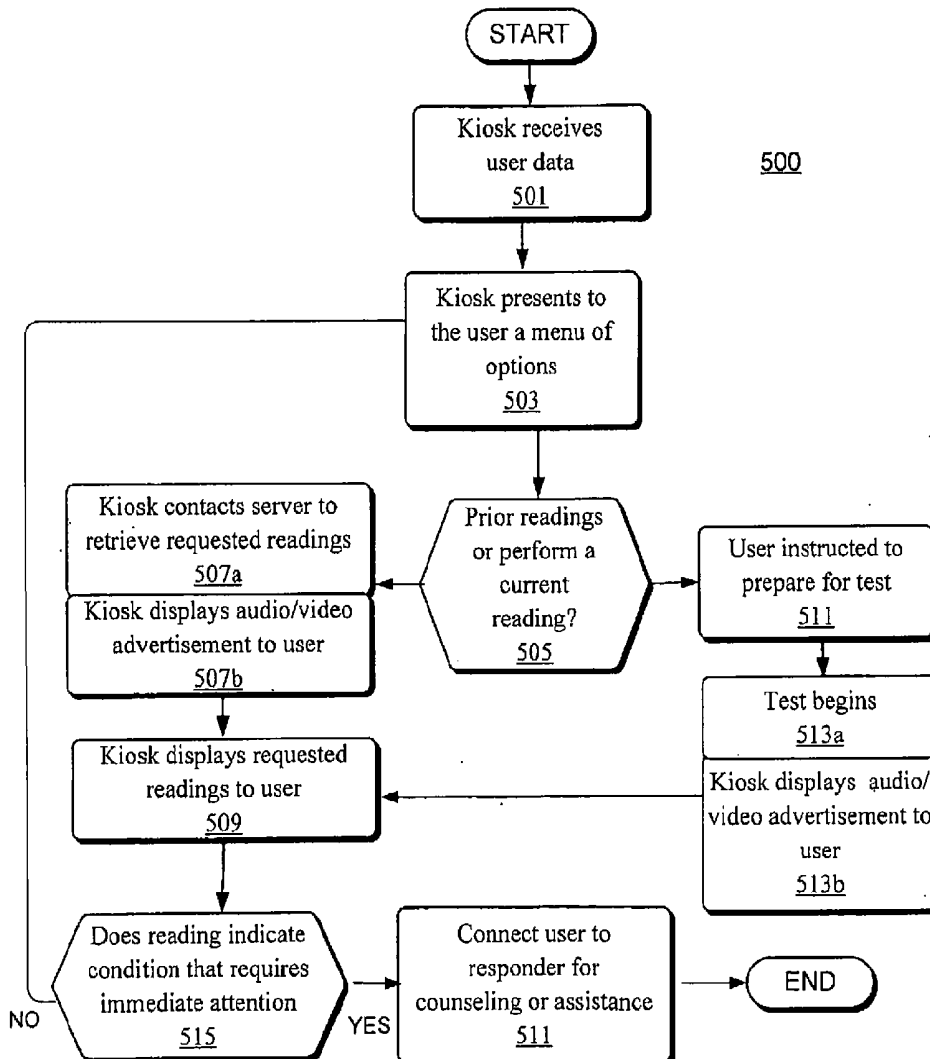 START
Kiosk receives
user data
501
500
Kiosk presents to
the user a menu of
options
503
Prior readings
or perform a
current
reading?
505
Kiosk contacts server to
retrieve requested readings
507a
Kiosk displays audio/video
advertisement to user
507b
User instructed to
prepare for test
511
Test begins
513a
Kiosk displays audio/
video advertisement to
user
513b
Kiosk displays requested
readings to user
509
Does reading indicate
condition that requires
immediate attention
515
NO
YES
Connect user to
responder for
counseling or assistance
511
END